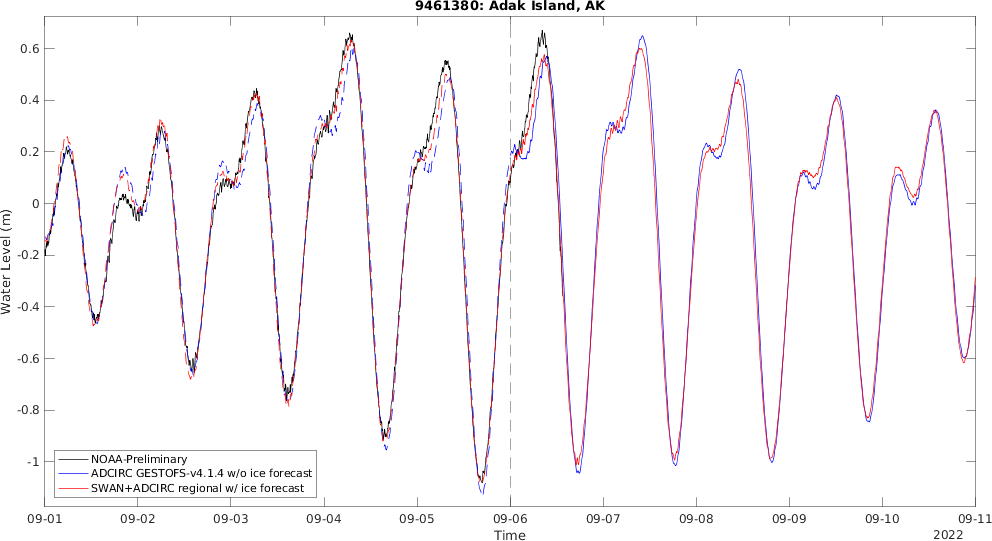 9461380: Adak Island, AK
Water Level (m)
0.6
0.4
0.2
0
-0.2
-0.4
-0.6
-0.8
-1
NOAA-Preliminary
ADCIRC GESTOFS-v4.1.4 w/o ice forecast
SWAN+ADCIRC regional w/ ice forecast
09-01 09-02 09-03 09-04 09-05 09-06 09-07 09-08 09-09 09-10 09-11
Time
2022